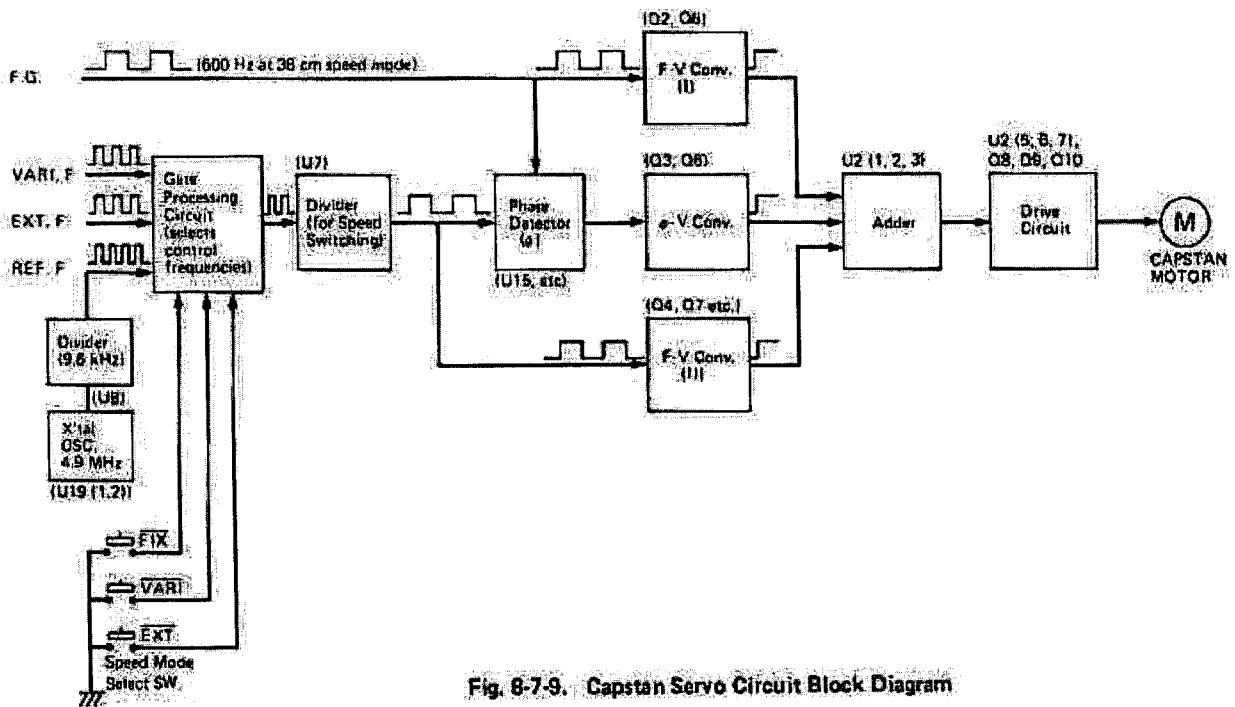 (Q2, Q6)
F.G.
(600 Hz at 38 cm speed mode)
F-V Conv.
(I)
VARI, F
EXT, F
REF, F
Gate
Processing
Circuit
(selects
control
frequencies)
(U7)
Divider
(for Speed
Switching)
Phase
Detector
(φ)
(U15, etc)
(Q3, Q6)
φ-V Conv.
(Q4, Q7 etc.)
F-V Conv.
(II)
U2 (1, 2, 3)
Adder
U2 (5, 6, 7),
Q8, Q9, Q10
Drive
Circuit
M
CAPSTAN
MOTOR
Divider
(9.6 kHz)
(U8)
X'tal
OSC,
4.9 MHz
(U19 (1,2))
FIX
VARI
EXT
Speed Mode
Select SW
Fig. 8-7-9. Capstan Servo Circuit Block Diagram